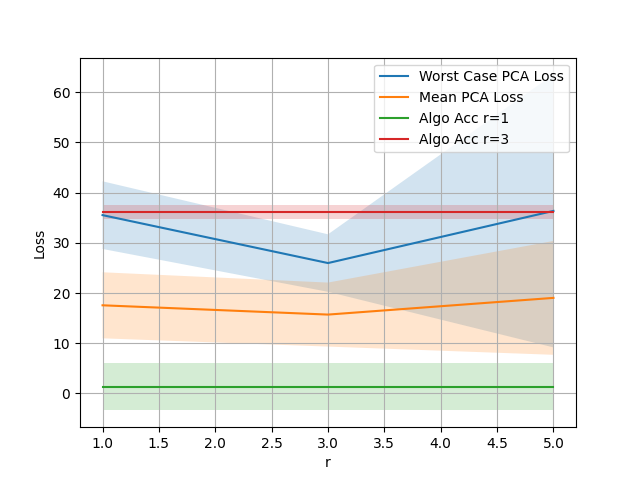 Worst Case PCA Loss
Mean PCA Loss
Algo Acc r=1
Algo Acc r=3
60
50
40
30
20
10
0
Loss
1.0 1.5 2.0 2.5 3.0 3.5 4.0 4.5 5.0
r